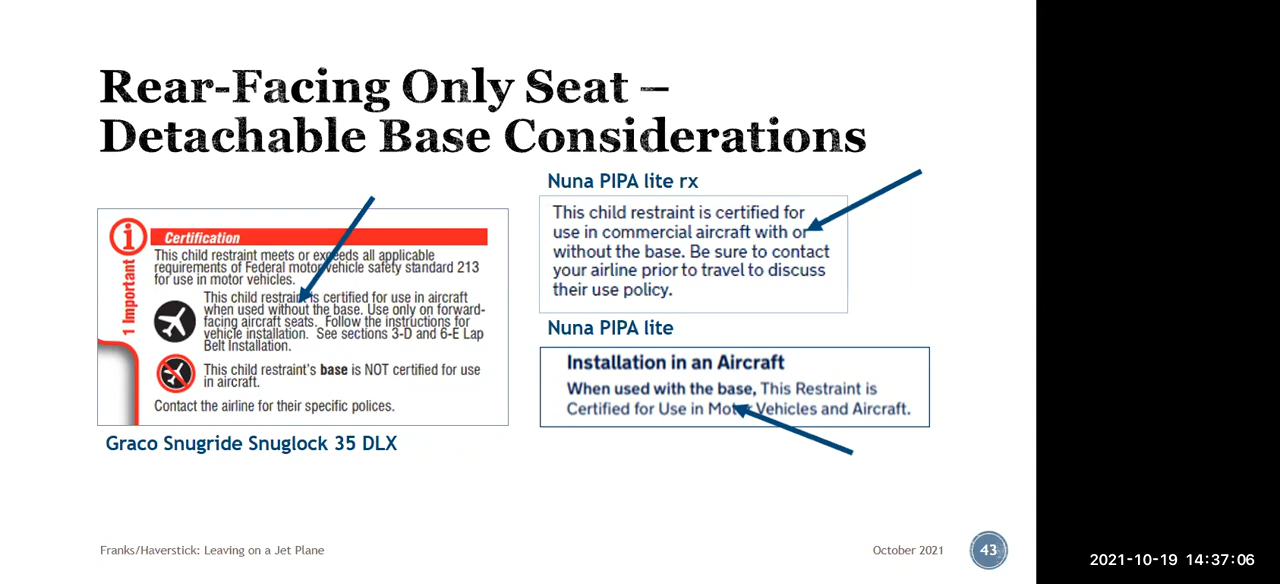 Rear-Facing Only Seat –
Detachable Base Considerations
Nuna PIPA lite rx
This child restraint is certified for
use in commercial aircraft with or
without the base. Be sure to contact
your airline prior to travel to discuss
their use policy.
Nuna PIPA lite
Installation in an Aircraft
When used with the base, This Restraint is
Certified for Use in Motor Vehicles and Aircraft.
i
1 Important
Certification
This child restraint meets or exceeds all applicable
requirements of Federal motor vehicle safety standard 213
for use in motor vehicles.
This child restraint is certified for use in aircraft
when used without the base. Use only on forward-
facing aircraft seats. Follow the instructions for
vehicle installation. See sections 3-D and 6-E Lap
Belt Installation.
This child restraint's base is NOT certified for use
in aircraft.
Contact the airline for their specific polices.
Graco Snugride Snuglock 35 DLX
Franks/Haverstick: Leaving on a Jet Plane
October 2021
43
2021-10-19 14:37:06